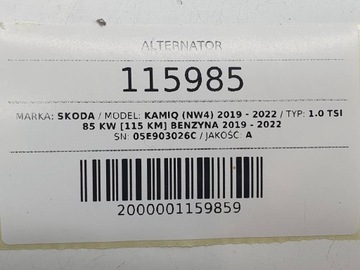 ALTERNATOR
115985
MARKA: SKODA / MODEL: KAMIQ (NW4) 2019 - 2022 / TYP: 1.0 TSI
85 KW [115 KM] BENZYNA 2019 - 2022
SN: 05E903026C / JAKOŚC: A
2000001159859